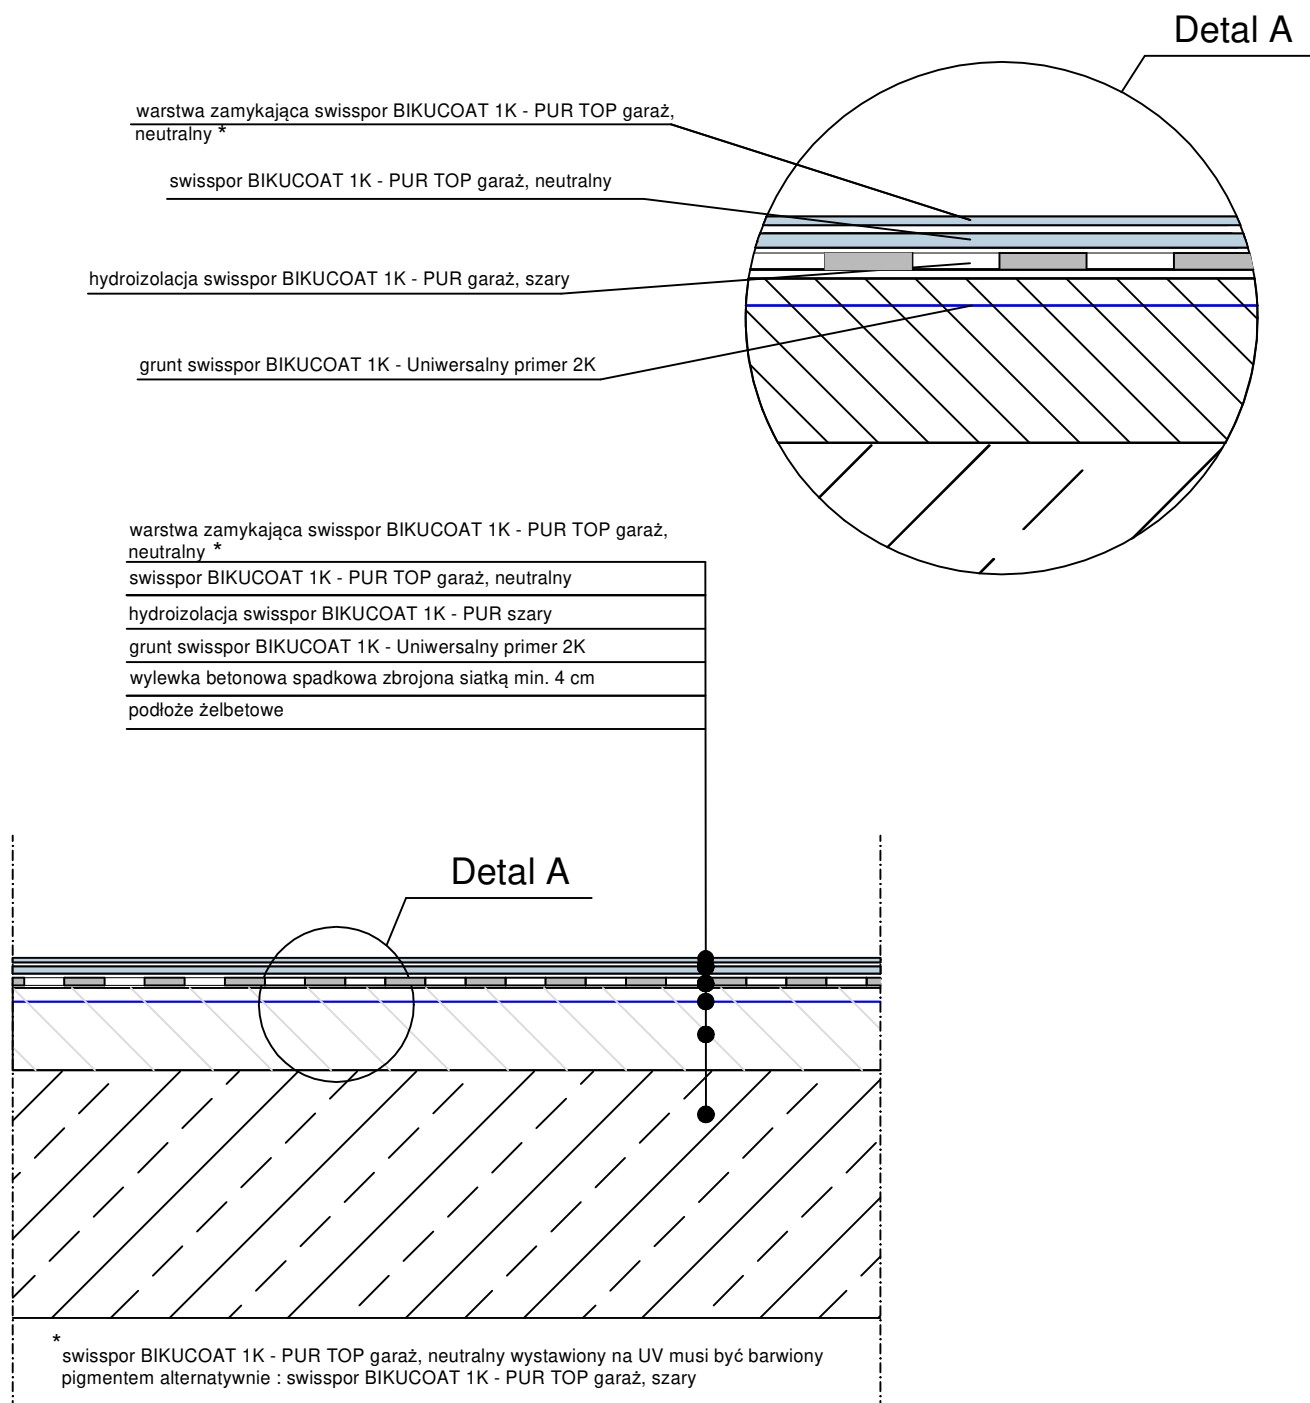 Detal A
warstwa zamykająca swisspor BIKUCOAT 1K - PUR TOP garaż,
neutralny *
swisspor BIKUCOAT 1K - PUR TOP garaż, neutralny
hydroizolacja swisspor BIKUCOAT 1K - PUR garaż, szary
grunt swisspor BIKUCOAT 1K - Uniwersalny primer 2K
warstwa zamykająca swisspor BIKUCOAT 1K - PUR TOP garaż,
neutralny *
swisspor BIKUCOAT 1K - PUR TOP garaż, neutralny
hydroizolacja swisspor BIKUCOAT 1K - PUR szary
grunt swisspor BIKUCOAT 1K - Uniwersalny primer 2K
wylewka betonowa spadkowa zbrojona siatką min. 4 cm
podłoże żelbetowe
Detal A
*
swisspor BIKUCOAT 1K - PUR TOP garaż, neutralny wystawiony na UV musi być barwiony
pigmentem alternatywnie : swisspor BIKUCOAT 1K - PUR TOP garaż, szary